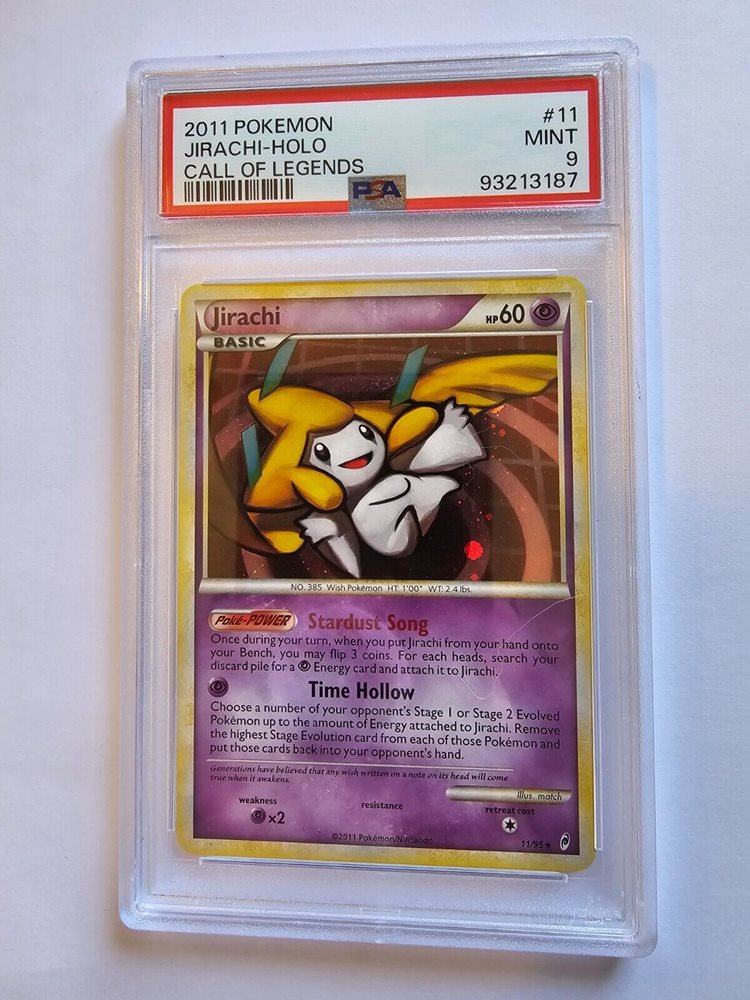 2011 POKEMON #11
JIRACHI-HOLO MINT
CALL OF LEGENDS 9
PSA 93213187
Jirachi HP60
BASIC
NO. 385 Wish Pokémon HT: 1'00" WT: 2.4 lbs.
Poké-POWER Stardust Song
Once during your turn, when you put Jirachi from your hand onto
your Bench, you may flip 3 coins. For each heads, search your
discard pile for a Energy card and attach it to Jirachi.
Time Hollow
Choose a number of your opponent's Stage 1 or Stage 2 Evolved
Pokémon up to the amount of Energy attached to Jirachi. Remove
the highest Stage Evolution card from each of those Pokémon and
put those cards back into your opponent's hand.
Generations have believed that any wish written on a note on its head will come
true when it awakens.
Illus. match
weakness resistance retreat cost
x2
©2011 Pokémon/Nintendo 11/95★